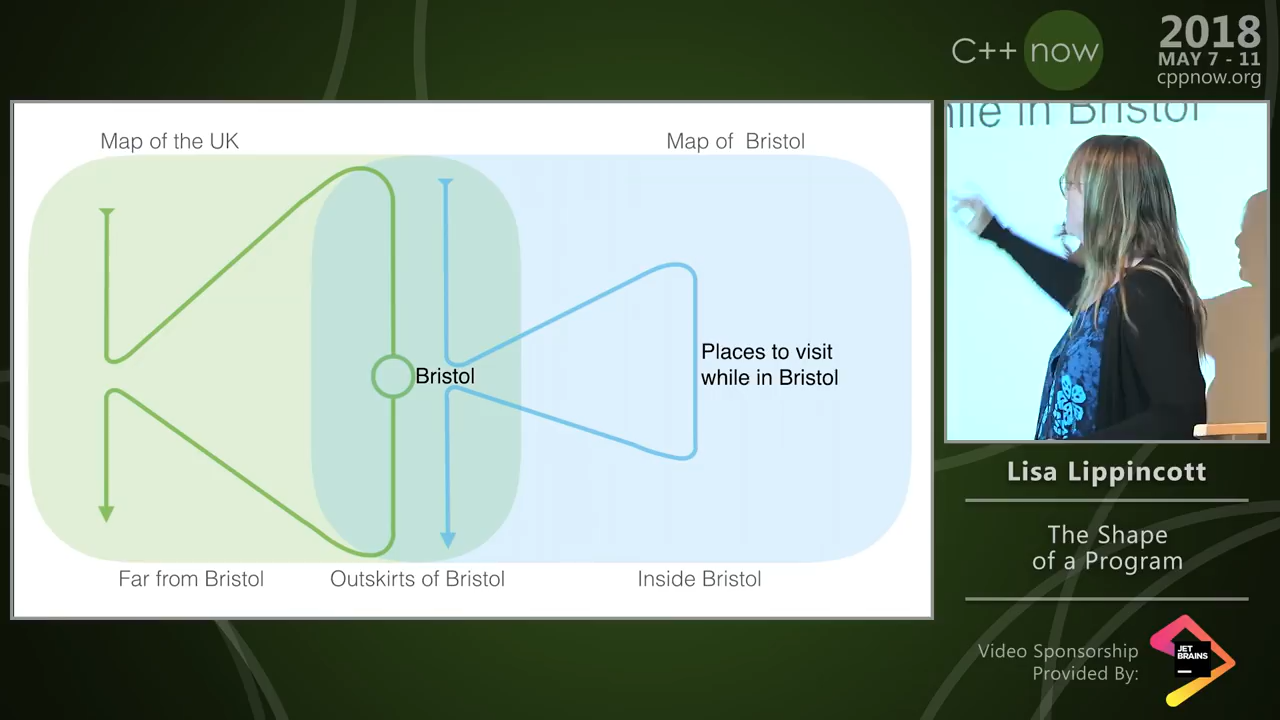 C++ now
2018
MAY 7 - 11
cppnow.org
Map of the UK
Map of Bristol
Bristol
Places to visit
while in Bristol
Far from Bristol
Outskirts of Bristol
Inside Bristol
while in Bristol
Lisa Lippincott
The Shape
of a Program
Video Sponsorship
Provided By:
JET
BRAINS